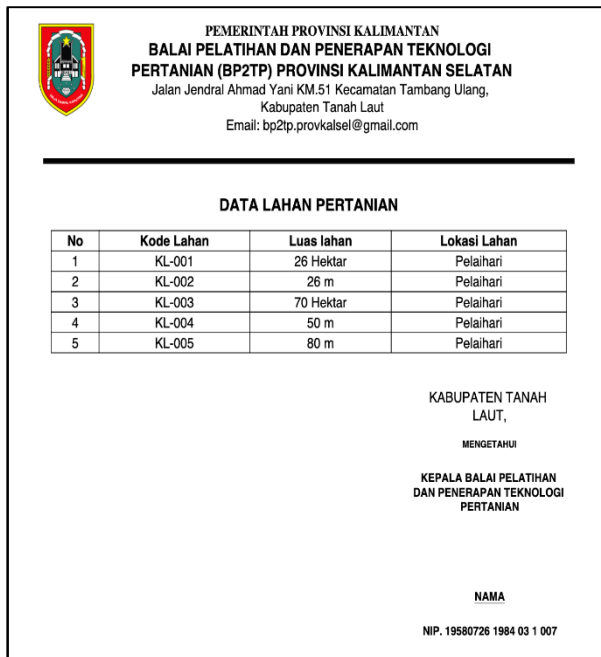 PEMERINTAH PROVINSI KALIMANTAN
BALAI PELATIHAN DAN PENERAPAN TEKNOLOGI
PERTANIAN (BP2TP) PROVINSI KALIMANTAN SELATAN
Jalan Jendral Ahmad Yani KM.51 Kecamatan Tambang Ulang,
Kabupaten Tanah Laut
Email: bp2tp.provkalsel@gmail.com
DATA LAHAN PERTANIAN
No Kode Lahan Luas lahan Lokasi Lahan
1 KL-001 26 Hektar Pelaihari
2 KL-002 26 m Pelaihari
3 KL-003 70 Hektar Pelaihari
4 KL-004 50 m Pelaihari
5 KL-005 80 m Pelaihari
KABUPATEN TANAH
LAUT,
MENGETAHUI
KEPALA BALAI PELATIHAN
DAN PENERAPAN TEKNOLOGI
PERTANIAN
NAMA
NIP. 19580726 1984 03 1 007